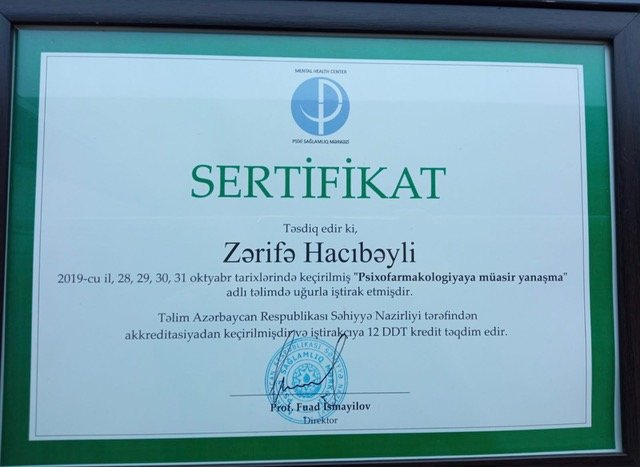 MENTAL HEALTH CENTER
PSİXİ SAĞLAMLIQ MƏRKƏZİ
SERTİFİKAT
Təsdiq edir ki,
Zərifə Hacıbəyli
2019-cu il, 28, 29, 30, 31 oktyabr tarixlərində keçirilmiş "Psixofarmakologiyaya müasir yanaşma"
adlı təlimdə uğurla iştirak etmişdir.
Təlim Azərbaycan Respublikası Səhiyyə Nazirliyi tərəfindən
akkreditasiyadan keçirilmişdir və iştirakçıya 12 DDT kredit təqdim edir.
Prof. Fuad İsmayilov
Direktor